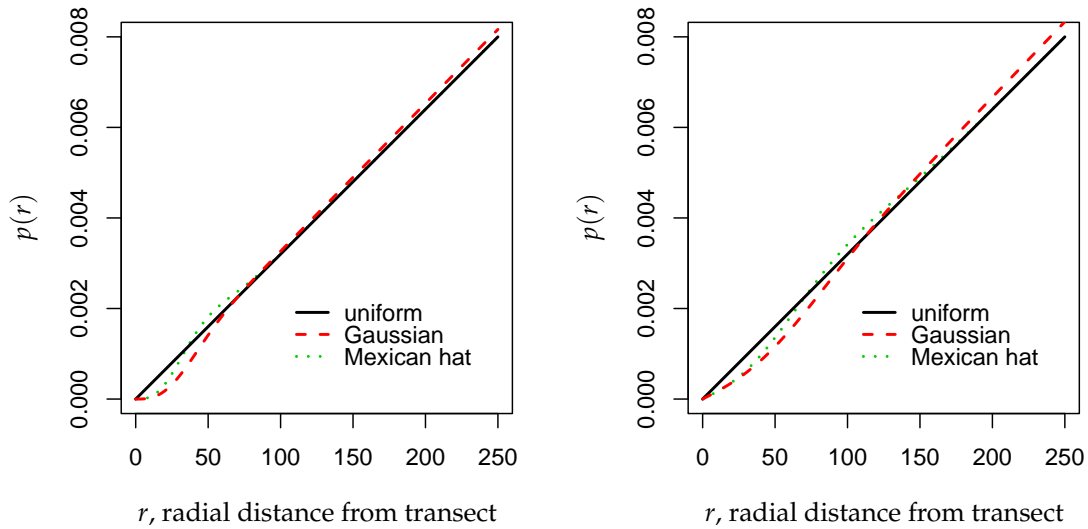 0.008
0.006
0.004
0.002
0.000
p(r)
uniform
Gaussian
Mexican hat
0 50 100 150 200 250
r, radial distance from transect
0.008
0.006
0.004
0.002
0.000
p(r)
uniform
Gaussian
Mexican hat
0 50 100 150 200 250
r, radial distance from transect